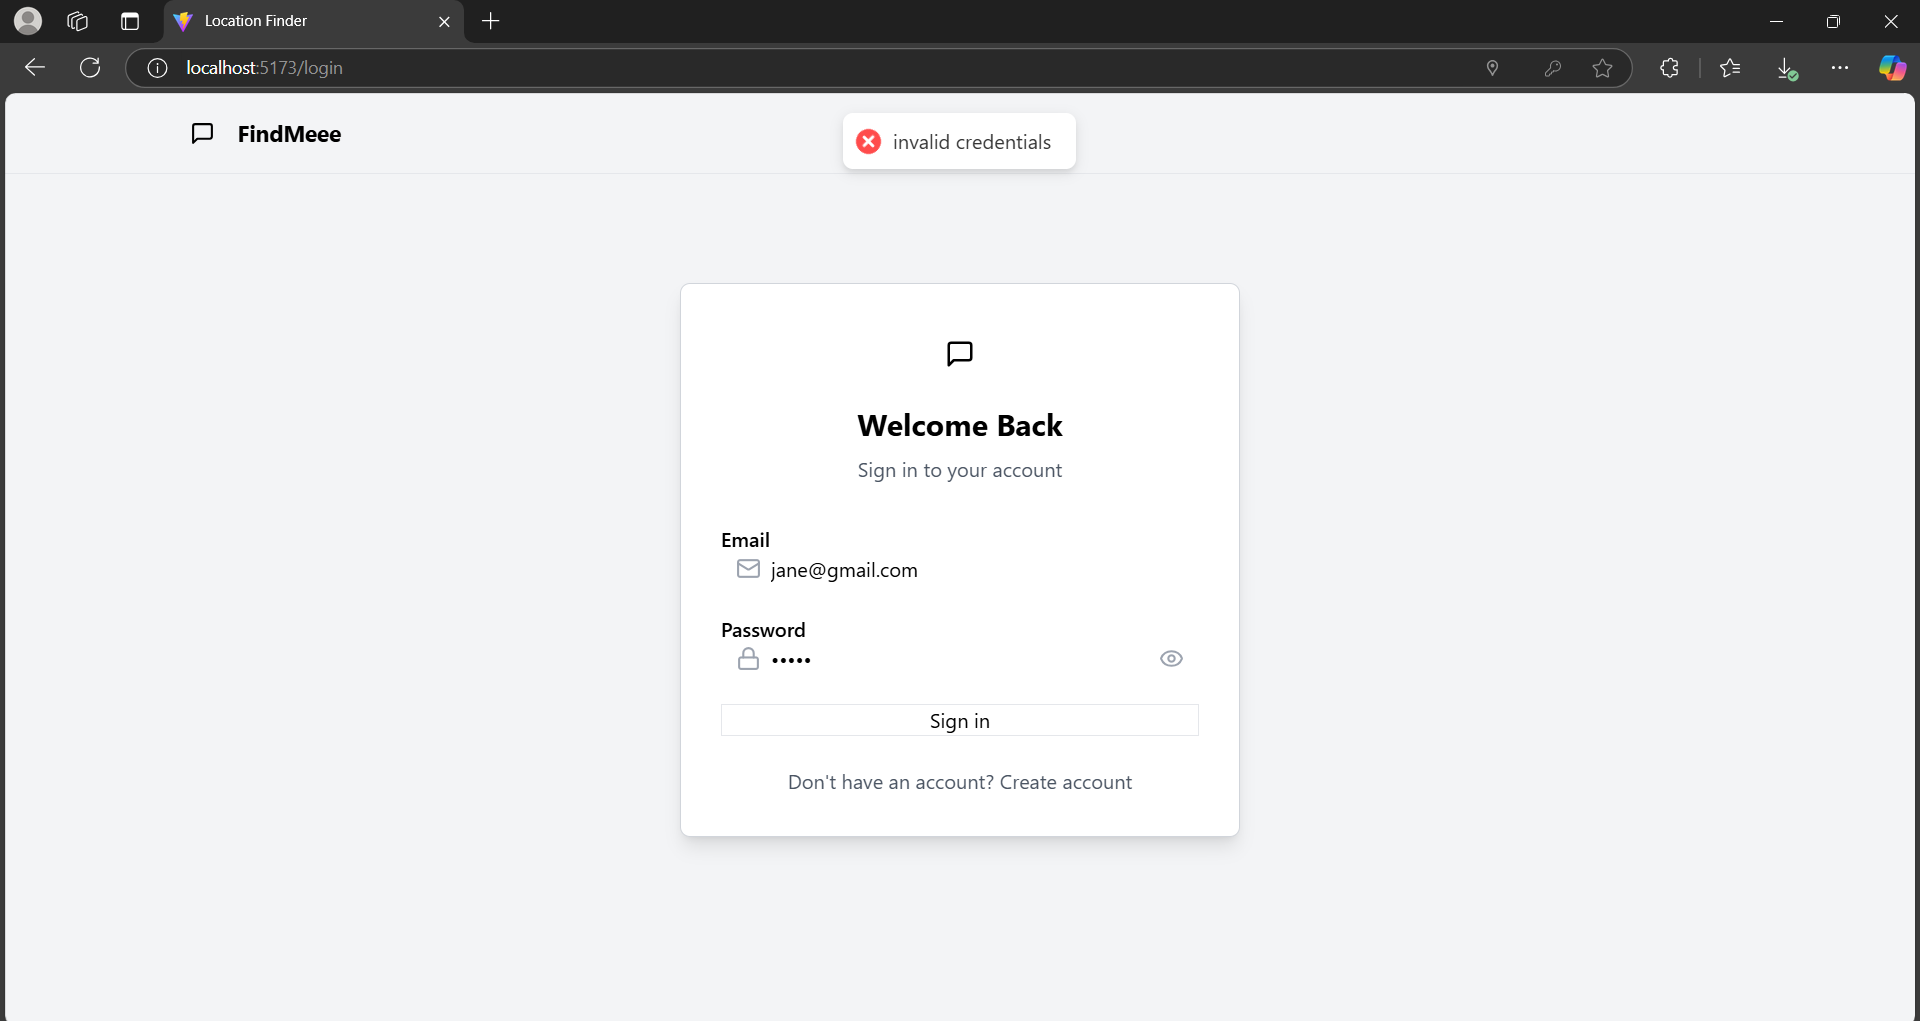 Location Finder
localhost:5173/login
FindMeee
invalid credentials
Welcome Back
Sign in to your account
Email
jane@gmail.com
Password
•••••
Sign in
Don't have an account? Create account